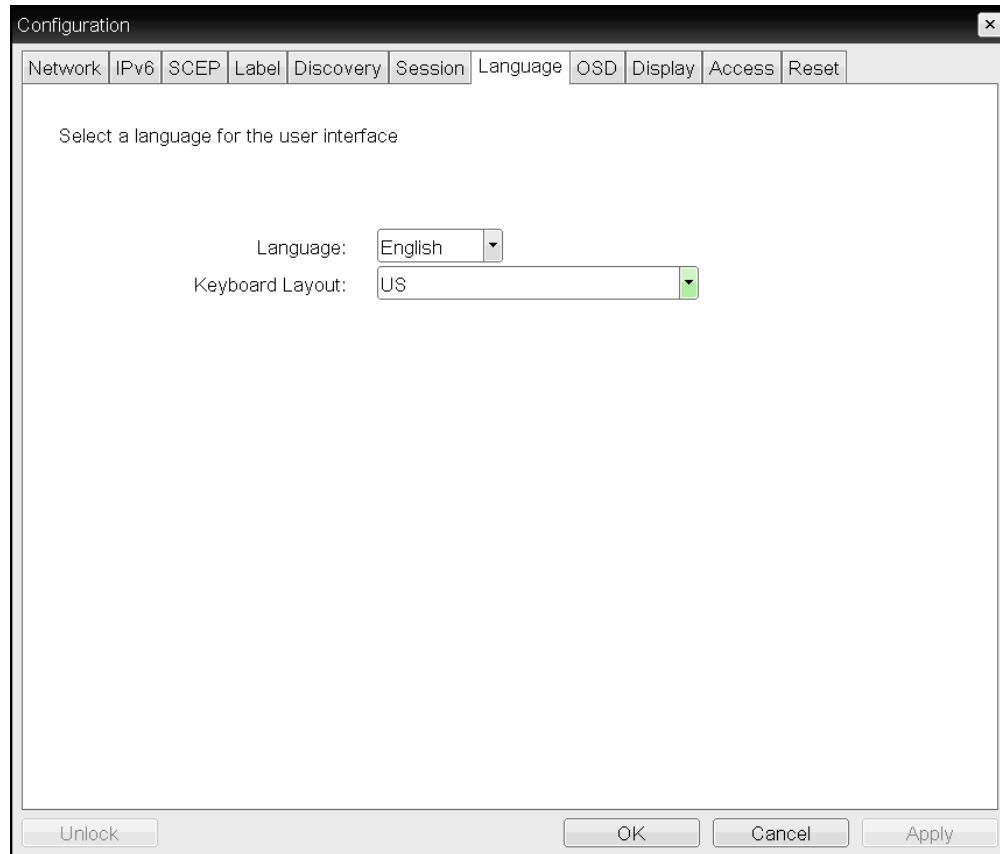 Configuration
Network IPv6 SCEP Label Discovery Session Language OSD Display Access Reset
Select a language for the user interface
Language: English
Keyboard Layout: US
Unlock OK Cancel Apply